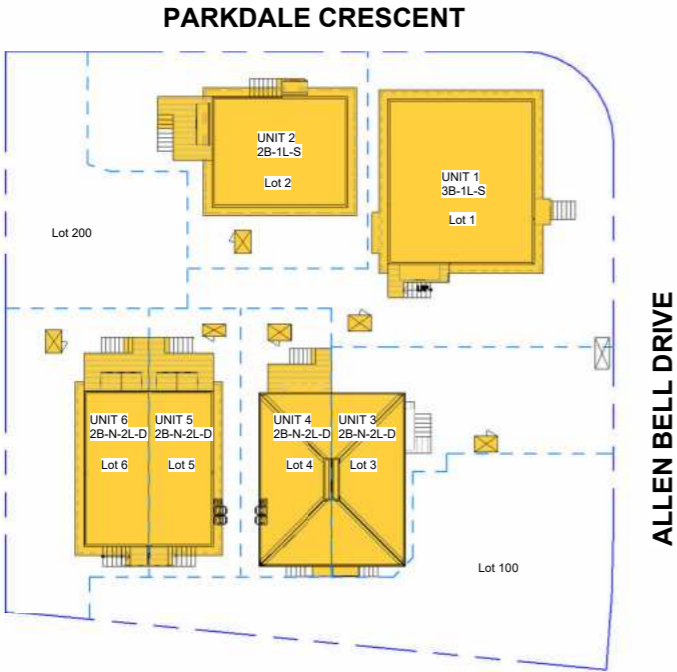 PARKDALE CRESCENT
UNIT 2
2B-1L-S
Lot 2
UNIT 1
3B-1L-S
Lot 1
Lot 200
UP
ALLEN BELL DRIVE
UNIT 6
2B-N-2L-D
Lot 6
UNIT 5
2B-N-2L-D
Lot 5
UNIT 4
2B-N-2L-D
Lot 4
UNIT 3
2B-N-2L-D
Lot 3
Lot 100